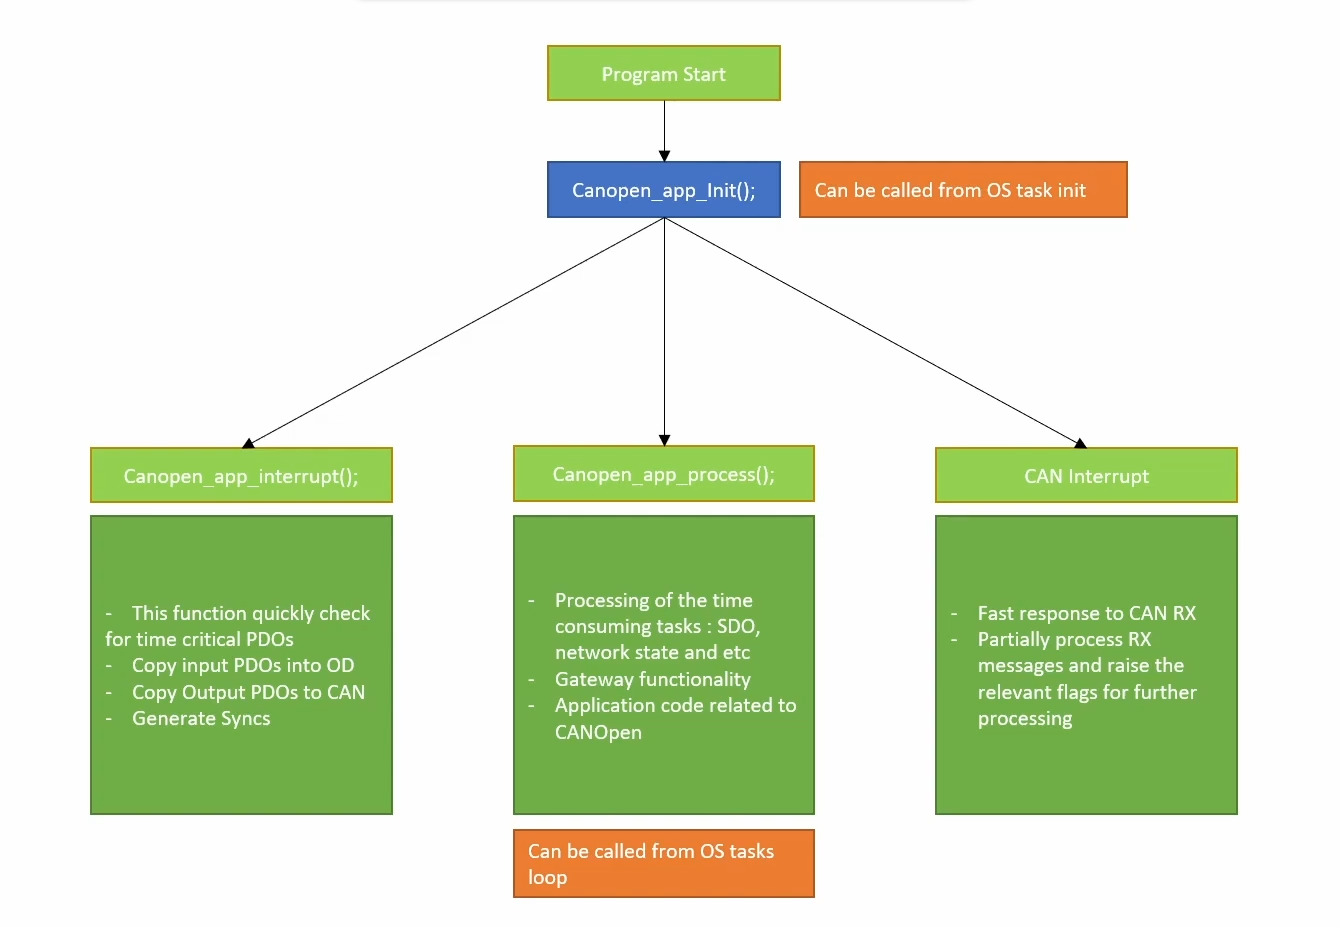 Program Start
Canopen_app_Init();
Can be called from OS task init
Canopen_app_interrupt();
- This function quickly check
for time critical PDOs
- Copy input PDOs into OD
- Copy Output PDOs to CAN
- Generate Syncs
Canopen_app_process();
- Processing of the time
consuming tasks : SDO,
network state and etc
- Gateway functionality
- Application code related to
CANOpen
Can be called from OS tasks
loop
CAN Interrupt
- Fast response to CAN RX
- Partially process RX
messages and raise the
relevant flags for further
processing